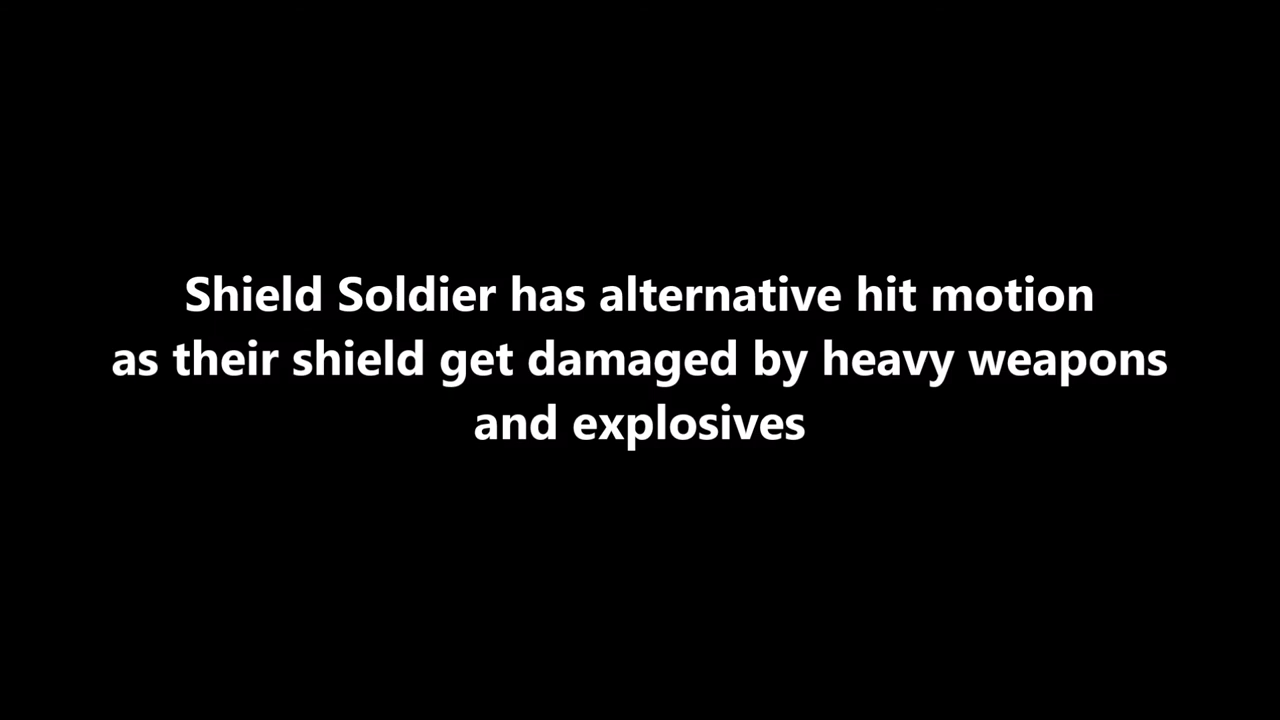 Shield Soldier has alternative hit motion
as their shield get damaged by heavy weapons
and explosives